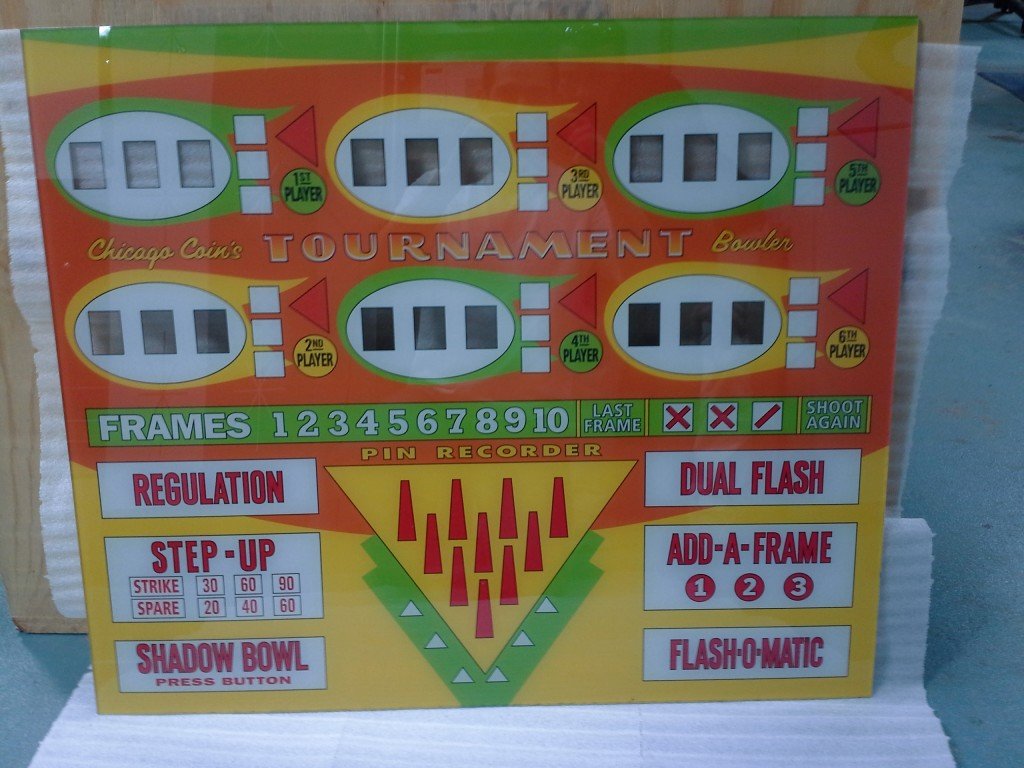 1ST PLAYER
3RD PLAYER
5TH PLAYER
Chicago Coin's TOURNAMENT Bowler
2ND PLAYER
4TH PLAYER
6TH PLAYER
FRAMES 1 2 3 4 5 6 7 8 9 10 LAST FRAME SHOOT AGAIN
PIN RECORDER
REGULATION
DUAL FLASH
STEP-UP
STRIKE 30 60 90
SPARE 20 40 60
ADD-A-FRAME
1 2 3
SHADOW BOWL
PRESS BUTTON
FLASH-O-MATIC